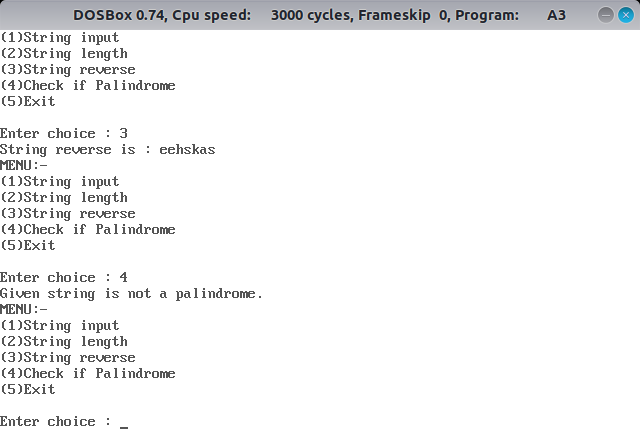 DOSBox 0.74, Cpu speed:     3000 cycles, Frameskip  0, Program:       A3
(1)String input
(2)String length
(3)String reverse
(4)Check if Palindrome
(5)Exit

Enter choice : 3
String reverse is : eehskas
MENU:-
(1)String input
(2)String length
(3)String reverse
(4)Check if Palindrome
(5)Exit

Enter choice : 4
Given string is not a palindrome.
MENU:-
(1)String input
(2)String length
(3)String reverse
(4)Check if Palindrome
(5)Exit

Enter choice : _